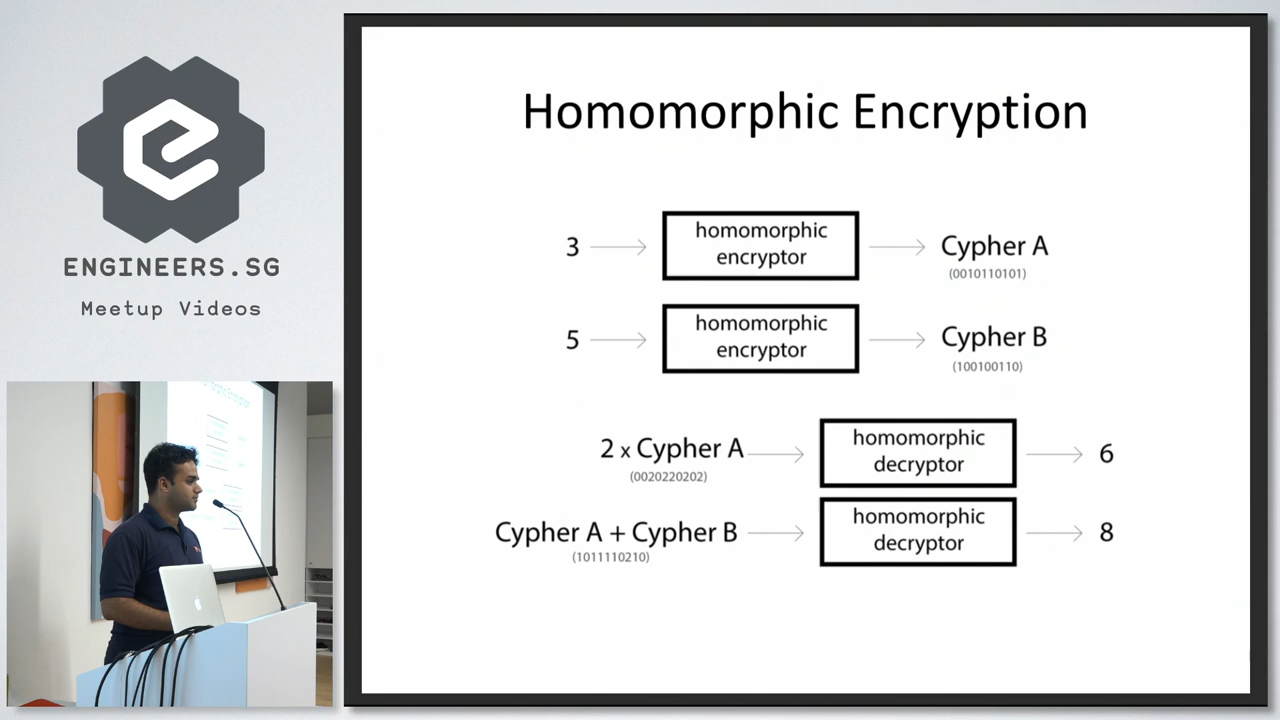 ENGINEERS.SG
Meetup Videos
Homomorphic Encryption
3
homomorphic
encryptor
Cypher A
(0010110101)
5
homomorphic
encryptor
Cypher B
(100100110)
2 x Cypher A
(0020220202)
homomorphic
decryptor
6
Cypher A + Cypher B
(1011110210)
homomorphic
decryptor
8